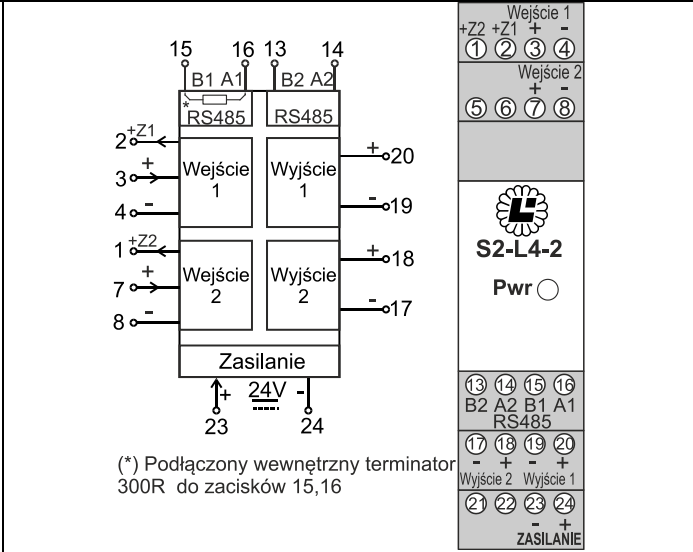 15 16 13 14
B1 A1 B2 A2
*
RS485 RS485
2 +Z1
3 +
4 -
Wejście
1
Wyjście
1
+ 20
- 19
1 +Z2
7 +
8 -
Wejście
2
Wyjście
2
+ 18
- 17
Zasilanie
+ 24V -
23 24
(*) Podłączony wewnętrzny terminator
300R do zacisków 15,16
Wejście 1
+Z2 +Z1 + -
1 2 3 4
Wejście 2
+ -
5 6 7 8
S2-L4-2
Pwr
13 14 15 16
B2 A2 B1 A1
RS485
17 18 19 20
- + - +
Wyjście 2 Wyjście 1
21 22 23 24
- +
ZASILANIE